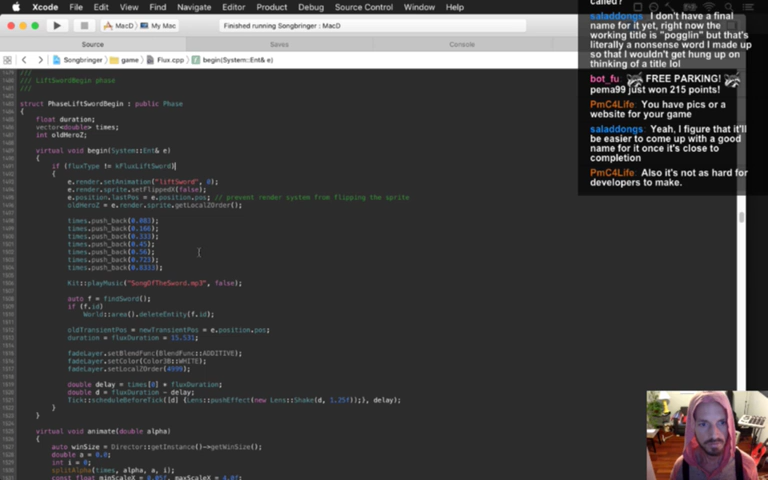 Xcode File Edit View Find Navigate Editor Product Debug Source Control Window Help
MacD My Mac
Finished running Songbringer : MacD
Source
Saves
Console
Songbringer game Flux.cpp begin(System::Ent& e)
///
/// LiftSwordBegin phase
///
struct PhaseLiftSwordBegin : public Phase
{
float duration;
vector<double> times;
int oldHeroZ;
virtual void begin(System::Ent& e)
{
if (fluxType != kFluxLiftSword)
{
e.render.setAnimation("liftSword", 0);
e.render.sprite.setFlippedX(false);
e.position.lastPos = e.position.pos; // prevent render system from flipping the sprite
oldHeroZ = e.render.sprite.getLocalZOrder();
times.push_back(0.083);
times.push_back(0.166);
times.push_back(0.333);
times.push_back(0.45);
times.push_back(0.56);
times.push_back(0.723);
times.push_back(0.8333);
Kit::playMusic("SongOfTheSword.mp3", false);
auto f = findSword();
if (f.id)
World::area().deleteEntity(f.id);
oldTransientPos = newTransientPos = e.position.pos;
duration = fluxDuration = 15.531;
fadeLayer.setBlendFunc(BlendFunc::ADDITIVE);
fadeLayer.setColor(Color3B::WHITE);
fadeLayer.setLocalZOrder(4999);
double delay = times[0] * fluxDuration;
double d = fluxDuration - delay;
Tick::scheduleBeforeTick([d] {Lens::pushEffect(new Lens::Shake(d, 1.25f));}, delay);
}
}
virtual void animate(double alpha)
{
auto winSize = Director::getInstance()->getWinSize();
double a = 0.0;
int i = 0;
splitAlpha(times, alpha, a, i);
const float minScaleX = 0.05f, maxScaleX = 4.0f;
called?
saladdongs I don't have a final
name for it yet, right now the
working title is "pogglin" but that's
literally a nonsense word I made up
so that I wouldn't get hung up on
thinking of a title lol
bot_fu FREE PARKING!
pema99 just won 215 points!
PmC4Life You have pics or a
website for your game
saladdongs Yeah, I figure that it'll
be easier to come up with a good
name for it once it's close to
completion
PmC4Life Also it's not as hard for
developers to make.